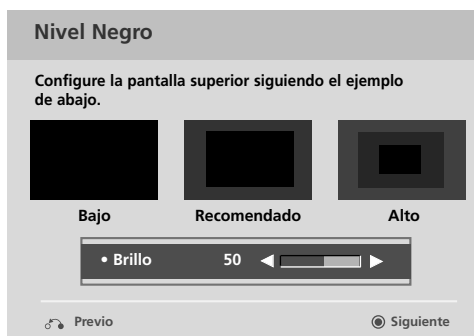 Nivel Negro
Configure la pantalla superior siguiendo el ejemplo
de abajo.
Bajo Recomendado Alto
• Brillo 50
Previo Siguiente